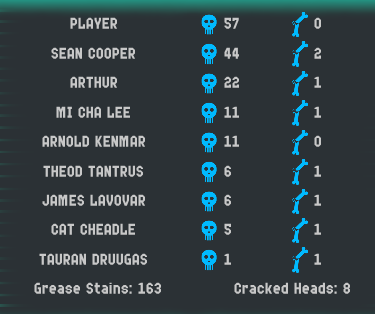 PLAYER 57 0
SEAN COOPER 44 2
ARTHUR 22 1
MI CHA LEE 11 1
ARNOLD KENMAR 11 0
THEOD TANTRUS 6 1
JAMES LAVOVAR 6 1
CAT CHEADLE 5 1
TAURAN DRUUGAS 1 1
Grease Stains: 163 Cracked Heads: 8